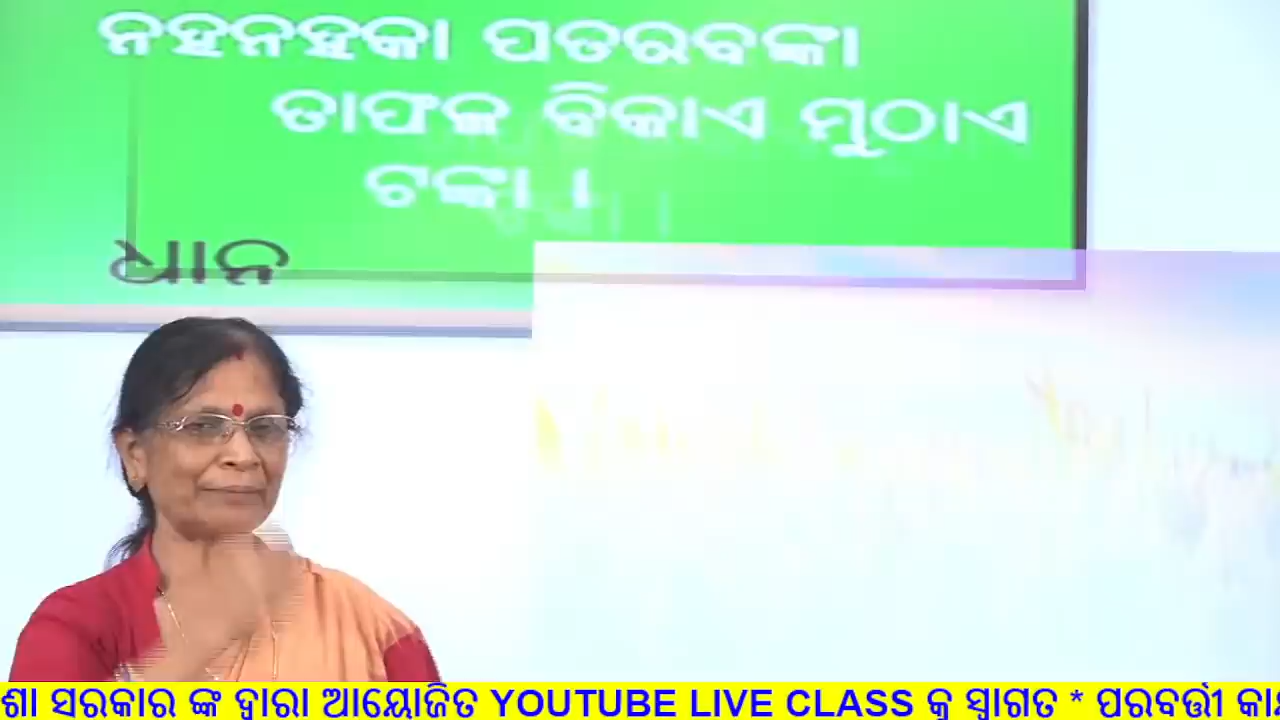 ନହନହକା ପତରବଙ୍କା
ତାଫଳ ବିକାଏ ମୁଠାଏ
ଟଙ୍କା ।
ଧାନ
ଶା ସରକାର ଙ୍କ ଦ୍ୱାରା ଆୟୋଜିତ YOUTUBE LIVE CLASS କୁ ସ୍ୱାଗତ * ପରବର୍ତ୍ତୀ